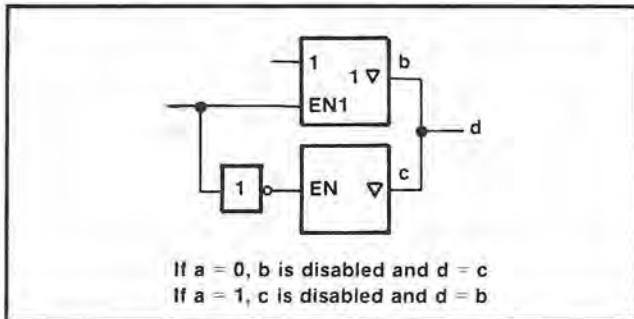 b
1
1 ▽
EN1
d
c
1
EN
▽
If a = 0, b is disabled and d = c
If a = 1, c is disabled and d = b